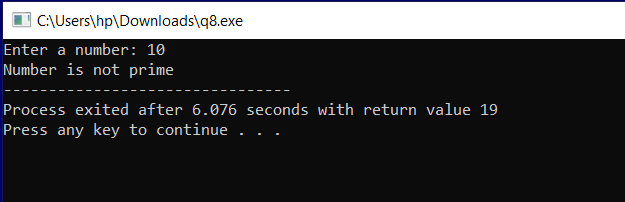 C:\Users\hp\Downloads\q8.exe
Enter a number: 10
Number is not prime
--------------------------------
Process exited after 6.076 seconds with return value 19
Press any key to continue . . .